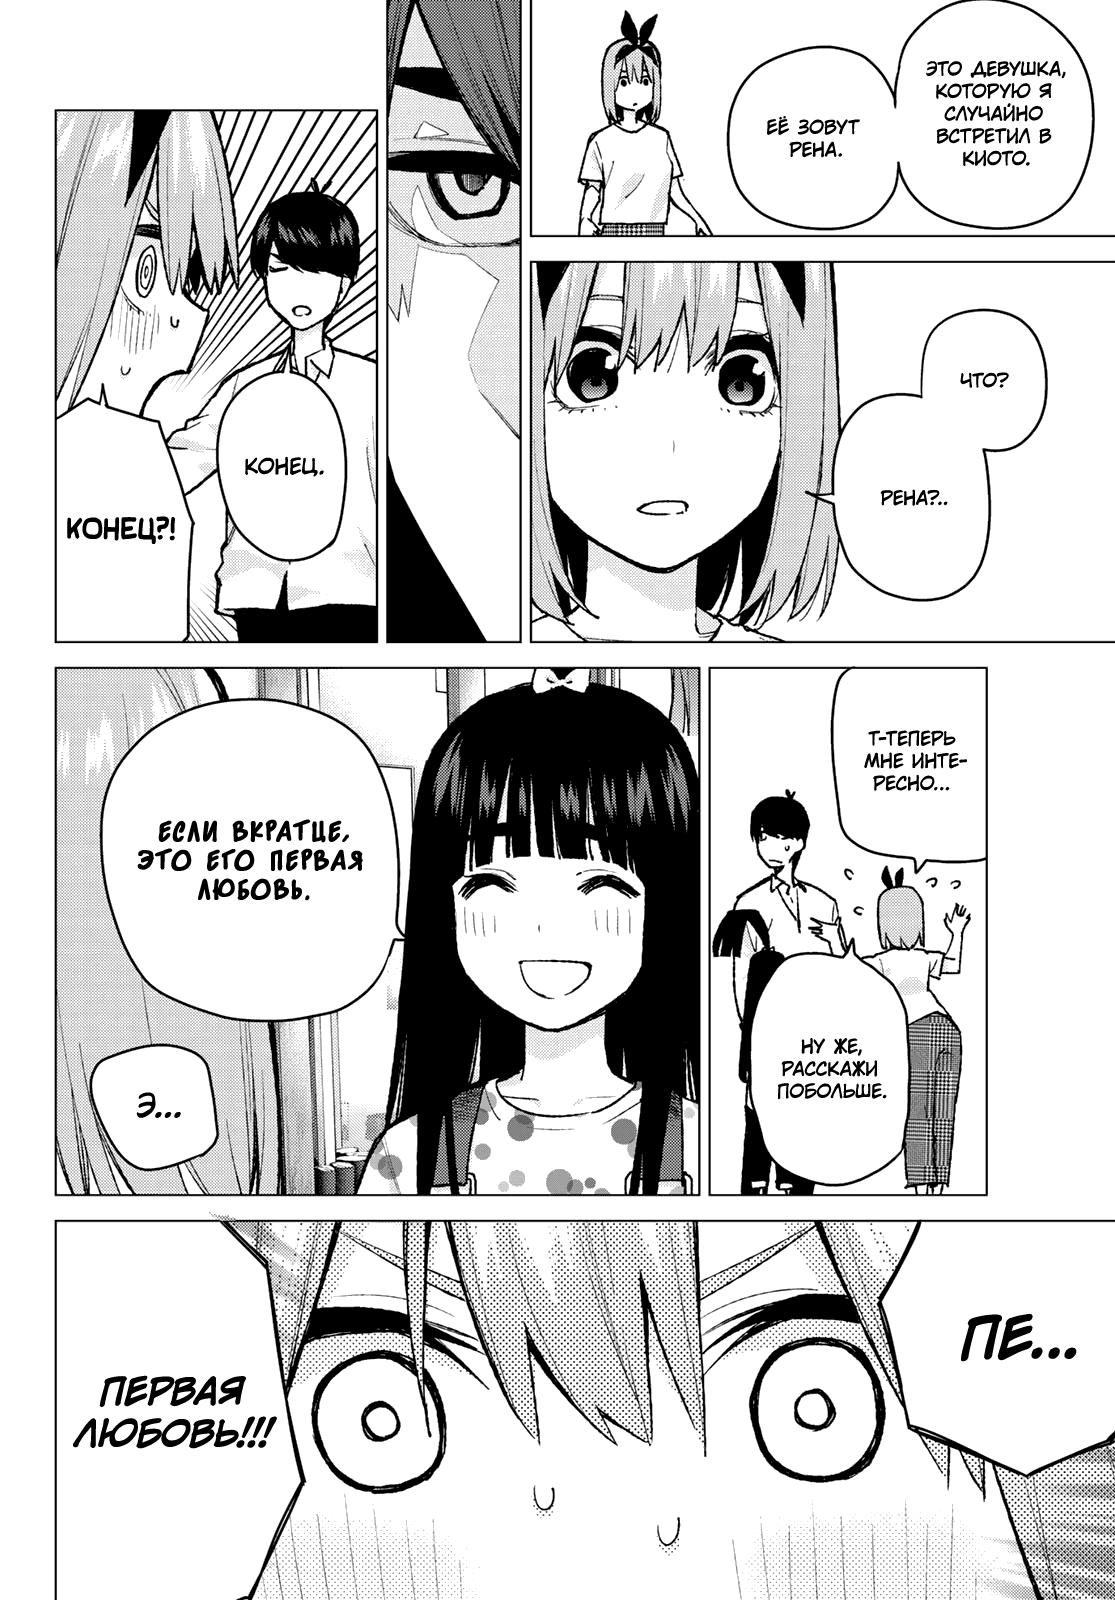 ЭТО ДЕВУШКА,
КОТОРУЮ Я
СЛУЧАЙНО
ВСТРЕТИЛ В
КИОТО.
ЕЁ ЗОВУТ
РЕНА.
ЧТО?
РЕНА?..
КОНЕЦ.
КОНЕЦ?!
Т-ТЕПЕРЬ
МНЕ ИНТЕ-
РЕСНО...
НУ ЖЕ,
РАССКАЖИ
ПОБОЛЬШЕ.
ЕСЛИ ВКРАТЦЕ,
ЭТО ЕГО ПЕРВАЯ
ЛЮБОВЬ.
Э...
ПЕ...
ПЕРВАЯ
ЛЮБОВЬ!!!